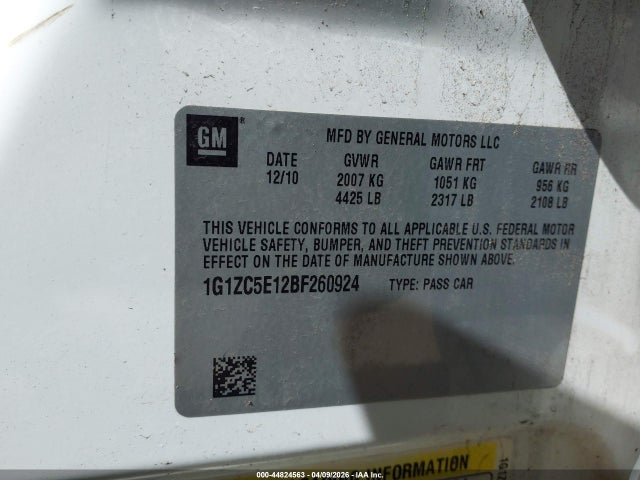 GM ®
MFD BY GENERAL MOTORS LLC
DATE GVWR GAWR FRT GAWR RR
12/10 2007 KG 1051 KG 956 KG
4425 LB 2317 LB 2108 LB
THIS VEHICLE CONFORMS TO ALL APPLICABLE U.S. FEDERAL MOTOR
VEHICLE SAFETY, BUMPER, AND THEFT PREVENTION STANDARDS IN
EFFECT ON THE DATE OF MANUFACTURE SHOWN ABOVE.
1G1ZC5E12BF260924 TYPE: PASS CAR
000-44824563 - 04/09/2026 - IAAI.COM